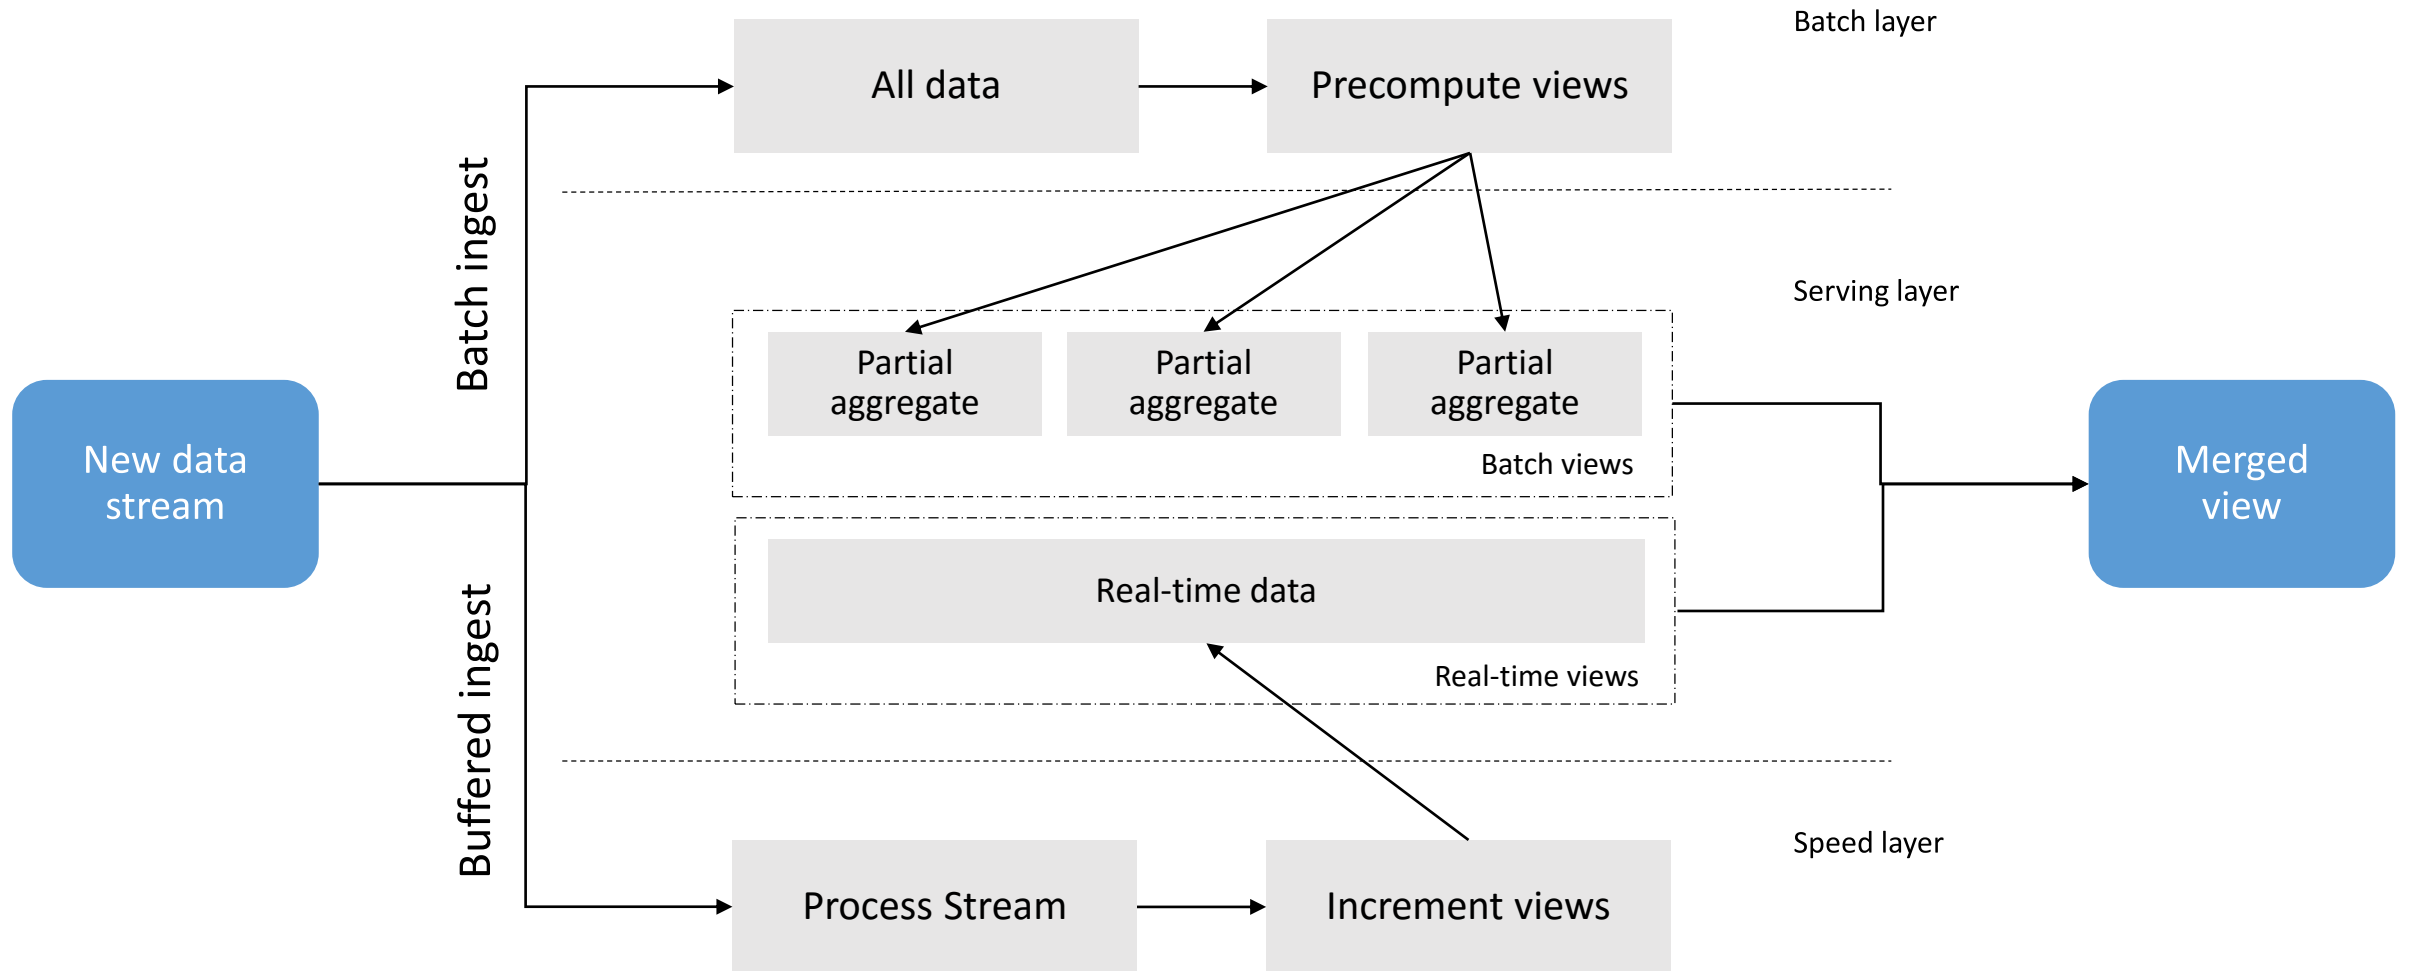 Batch layer
All data
Precompute views
Batch ingest
Serving layer
Partial
aggregate
Partial
aggregate
Partial
aggregate
Batch views
New data
stream
Merged
view
Real-time data
Real-time views
Buffered ingest
Speed layer
Process Stream
Increment views